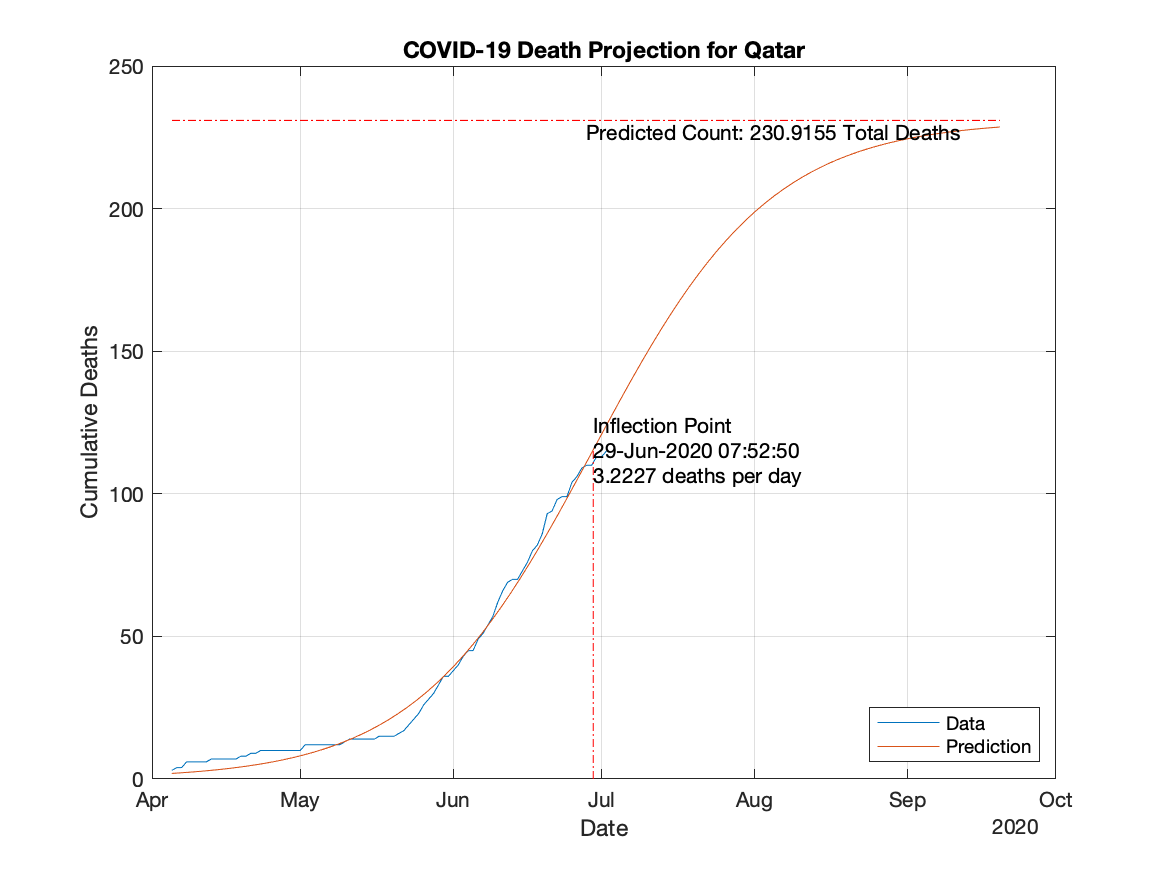 COVID-19 Death Projection for Qatar
250
200
150
100
50
0
Cumulative Deaths
Predicted Count: 230.9155 Total Deaths
Inflection Point
29-Jun-2020 07:52:50
3.2227 deaths per day
Data
Prediction
Apr May Jun Jul Aug Sep Oct
Date
2020